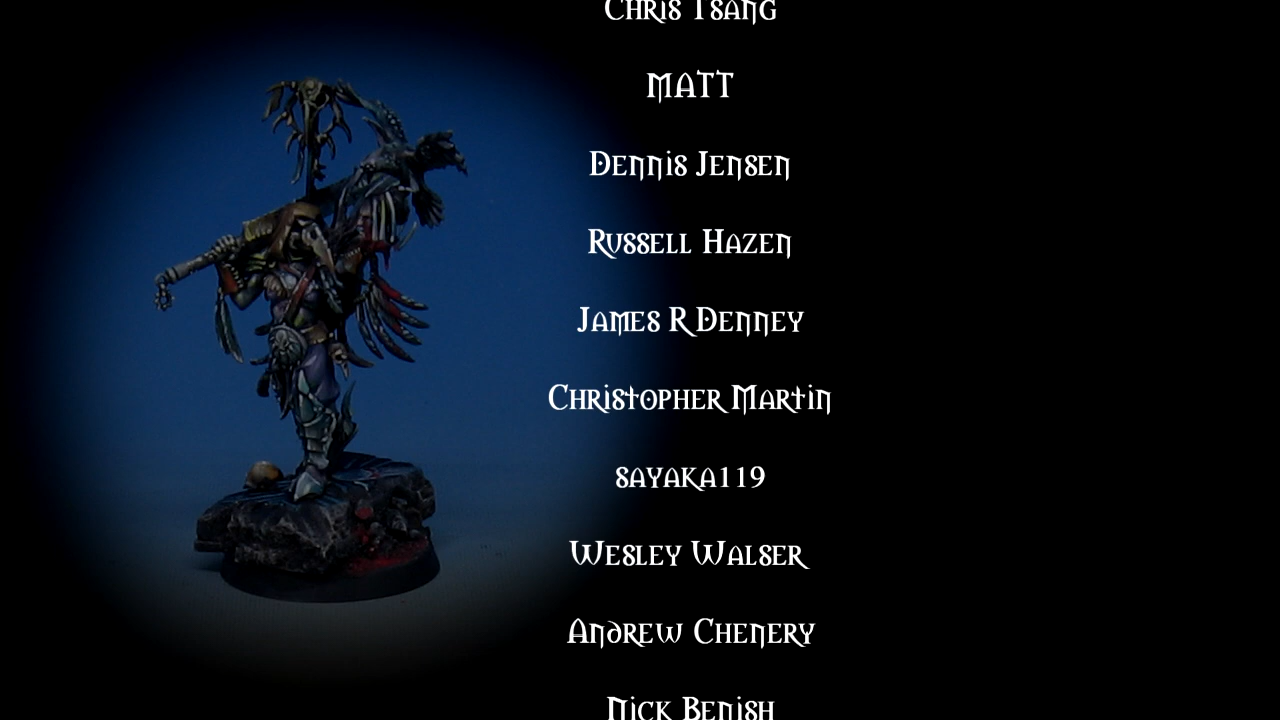 Chris Tsang
MATT
Dennis Jensen
Russell Hazen
James R Denney
Christopher Martin
sayaka119
Wesley Walser
Andrew Chenery
Nick Benish